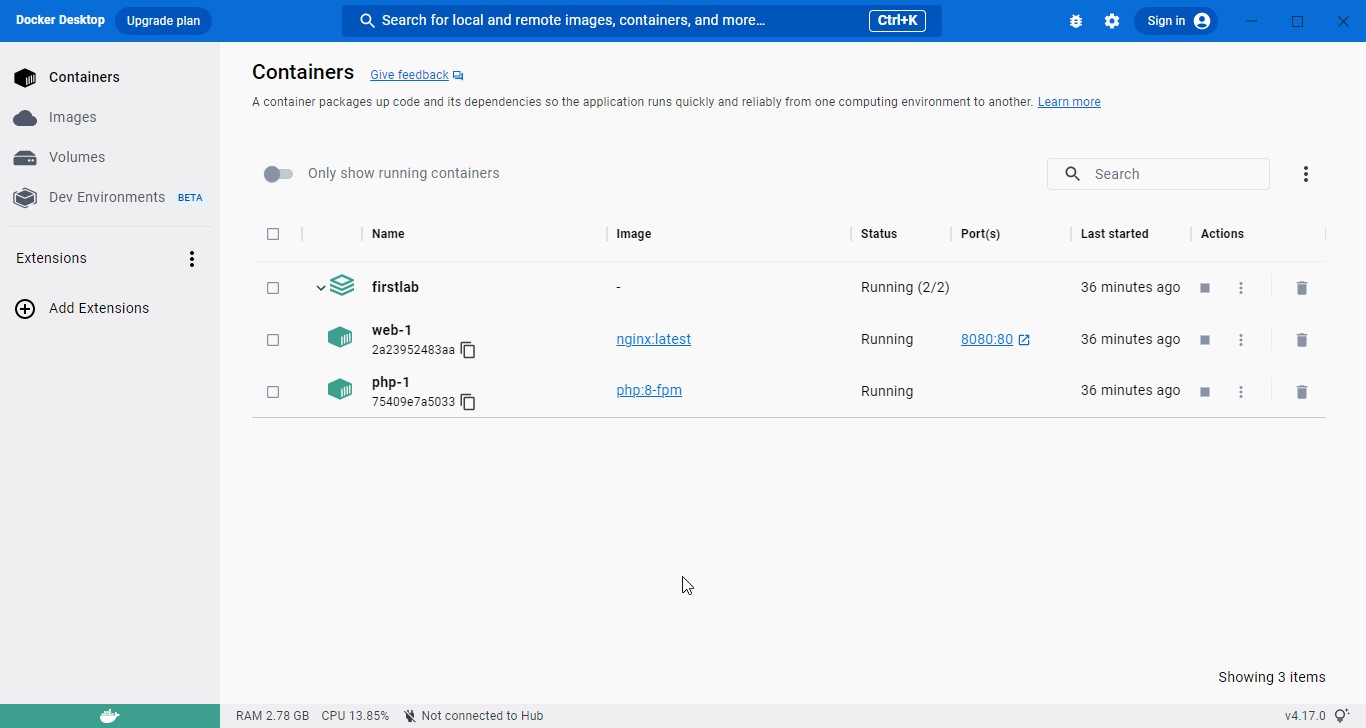 Docker Desktop Upgrade plan Search for local and remote images, containers, and more... Ctrl+K Sign in
Containers
Images
Volumes
Dev Environments BETA
Extensions
Add Extensions
Containers Give feedback
A container packages up code and its dependencies so the application runs quickly and reliably from one computing environment to another. Learn more
Only show running containers Search
Name Image Status Port(s) Last started Actions
firstlab - Running (2/2) 36 minutes ago
web-1
2a23952483aa nginx:latest Running 8080:80 36 minutes ago
php-1
75409e7a5033 php:8-fpm Running 36 minutes ago
Showing 3 items
RAM 2.78 GB CPU 13.85% Not connected to Hub v4.17.0